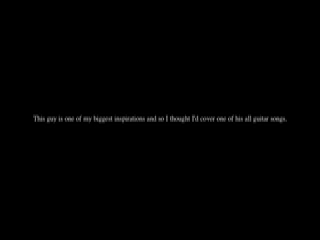 This guy is one of my biggest inspirations and so I thought I'd cover one of his all guitar songs.